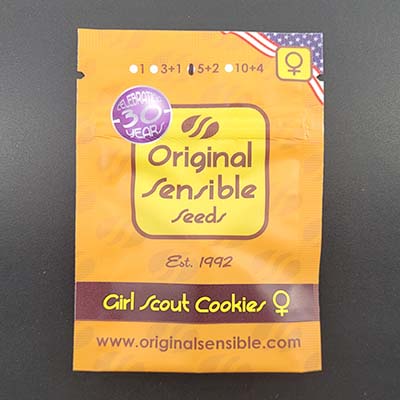 1 3+1 5+2 10+4
CELEBRATING
30
YEARS
Original
Sensible
Seeds
Est. 1992
Girl Scout Cookies ♀
www.originalsensible.com